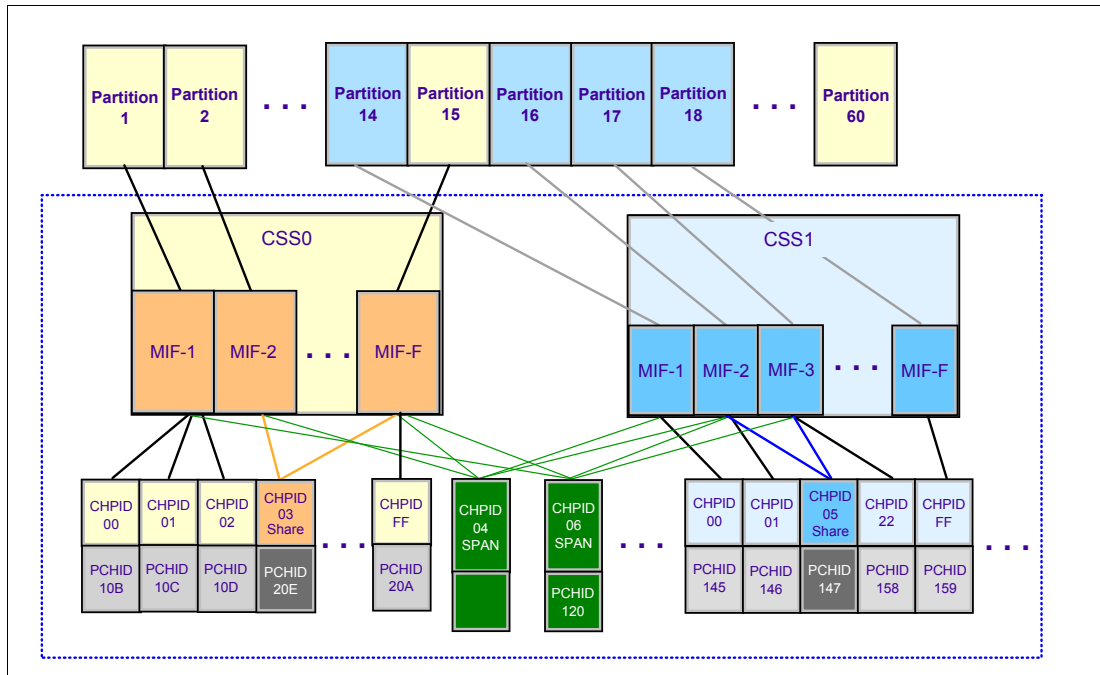 Partition 1
Partition 2
. . .
Partition 14
Partition 15
Partition 16
Partition 17
Partition 18
. . .
Partition 60
CSS0
CSS1
MIF-1
MIF-2
. . .
MIF-F
MIF-1
MIF-2
MIF-3
. . .
MIF-F
CHPID 00
CHPID 01
CHPID 02
CHPID 03 Share
. . .
CHPID FF
CHPID 04 SPAN
CHPID 06 SPAN
. . .
CHPID 00
CHPID 01
CHPID 05 Share
CHPID 22
CHPID FF
. . .
PCHID 10B
PCHID 10C
PCHID 10D
PCHID 20E
PCHID 20A
PCHID 120
PCHID 145
PCHID 146
PCHID 147
PCHID 158
PCHID 159